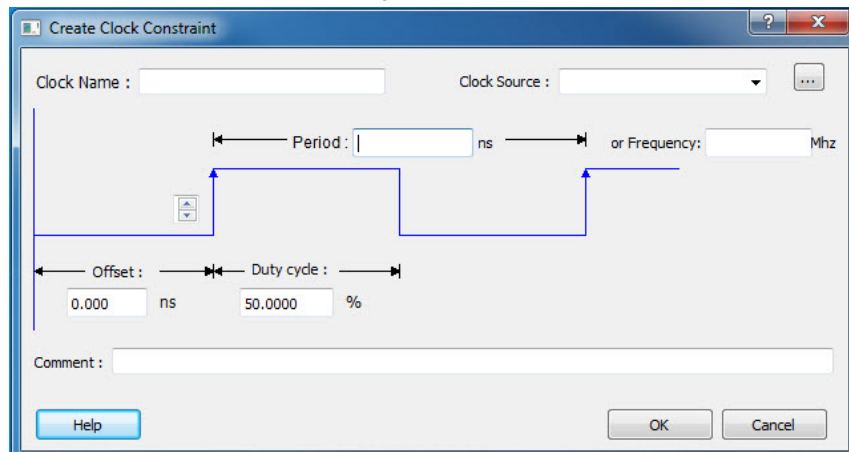 Create Clock Constraint
?
X
Clock Name :
Clock Source :
...
Period :
ns
or Frequency:
Mhz
Offset :
Duty cycle :
0.000
ns
50.0000
%
Comment :
Help
OK
Cancel